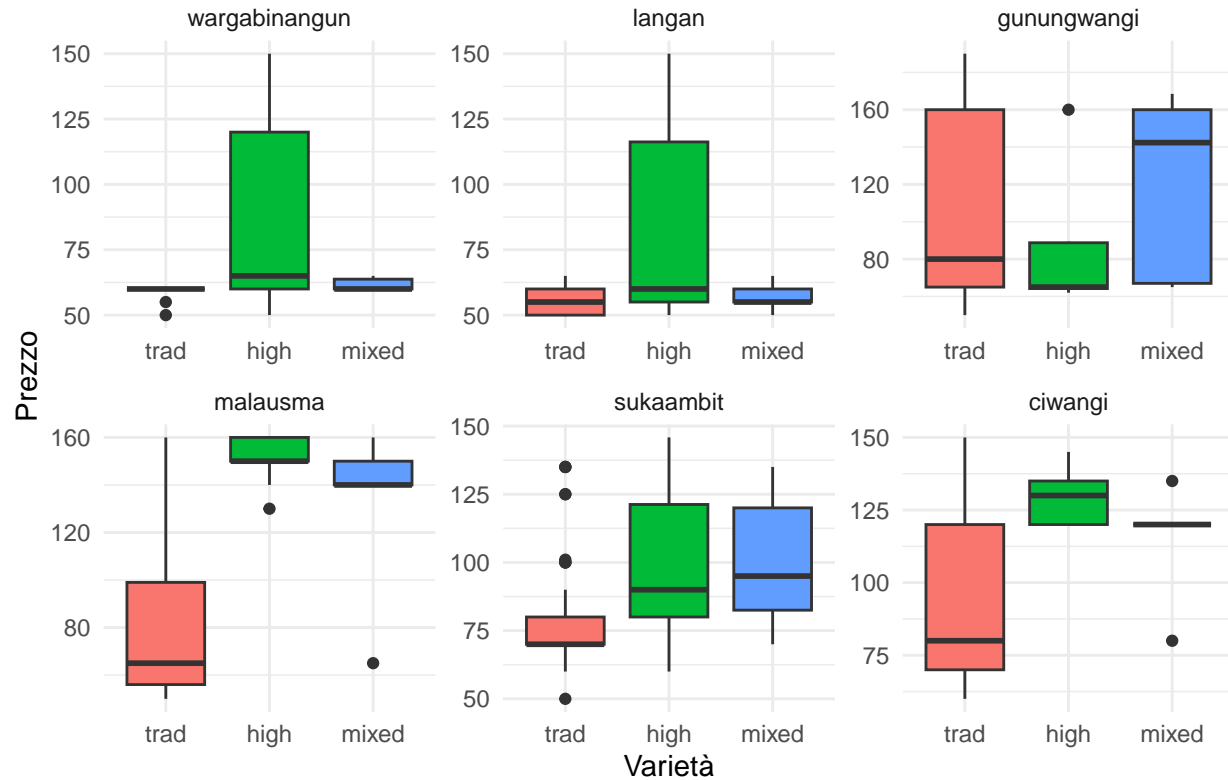 wargabinangun langan gunungwangi
150 150
125 125 160
100 100 120
75 75 80
50 50
trad high mixed trad high mixed trad high mixed
Prezzo
malausma sukaambit ciwangi
160 150 150
125 125
120 100 100
80 75 75
50
trad high mixed trad high mixed trad high mixed
Varietà